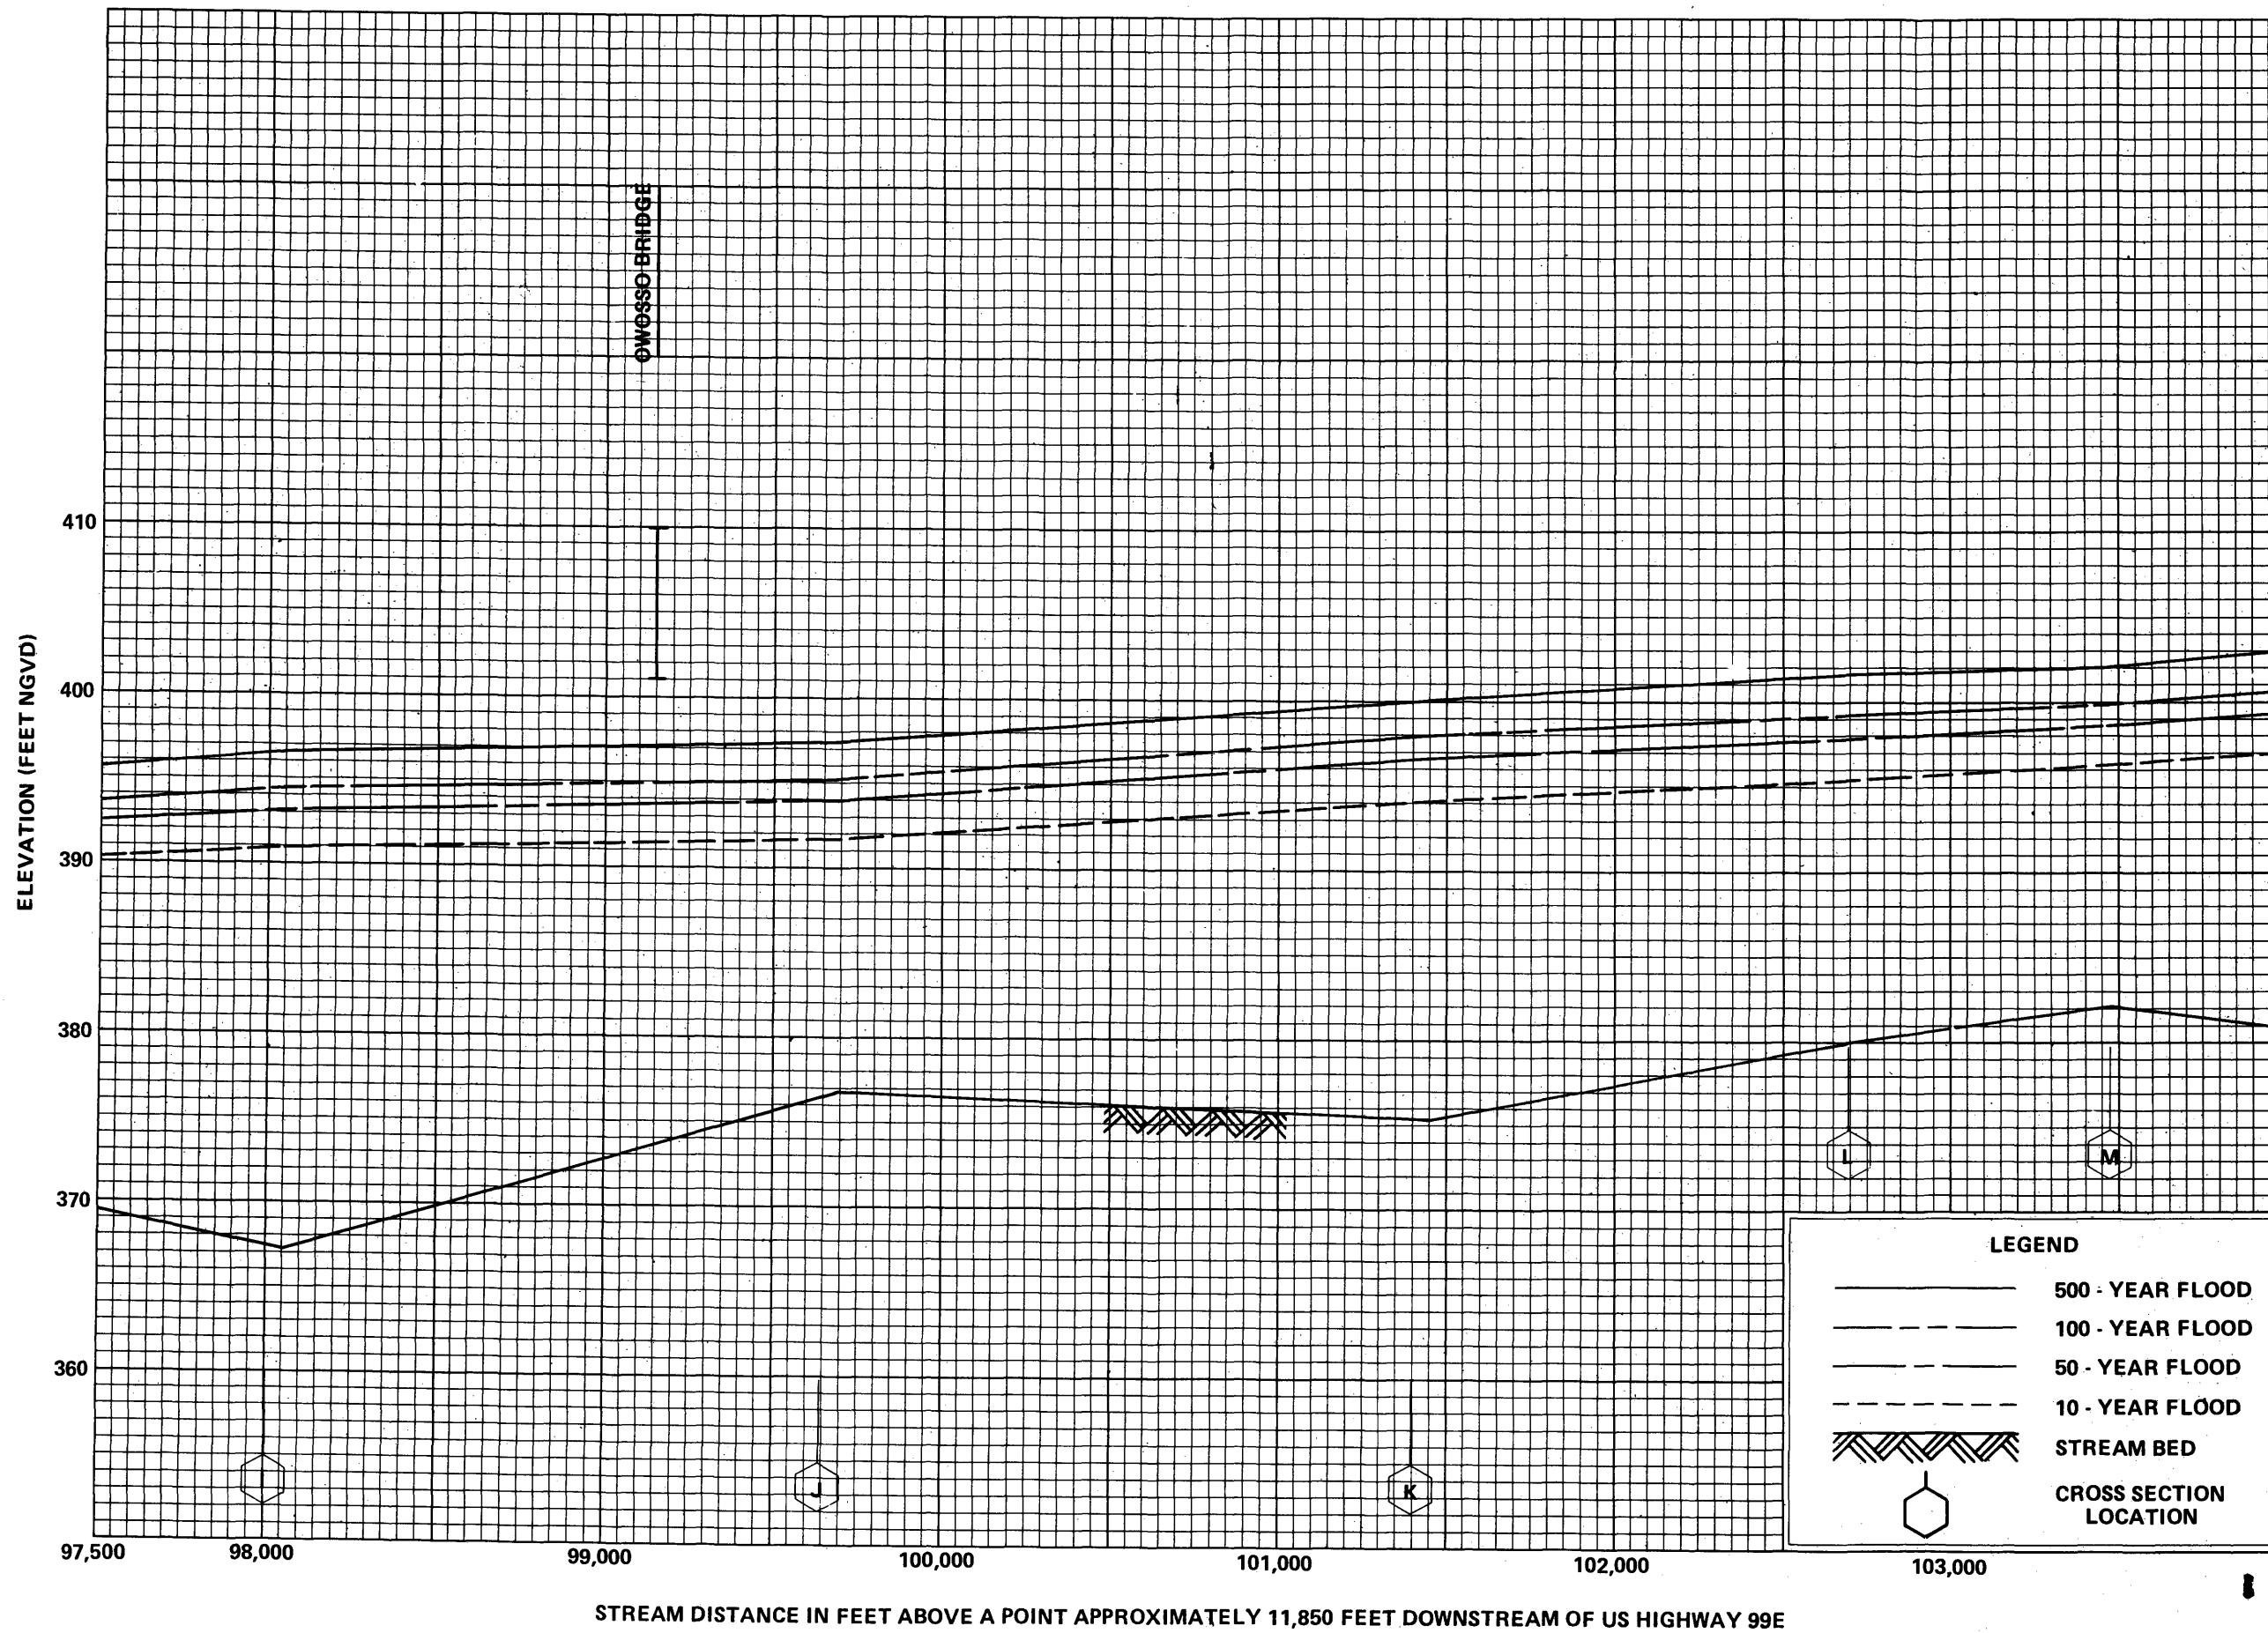 OWOSSO BRIDGE
ELEVATION (FEET NGVD)
410
400
390
380
370
360
L
M
J
K
LEGEND
500 - YEAR FLOOD
100 - YEAR FLOOD
50 - YEAR FLOOD
10 - YEAR FLOOD
STREAM BED
CROSS SECTION
LOCATION
97,500 98,000 99,000 100,000 101,000 102,000 103,000
STREAM DISTANCE IN FEET ABOVE A POINT APPROXIMATELY 11,850 FEET DOWNSTREAM OF US HIGHWAY 99E